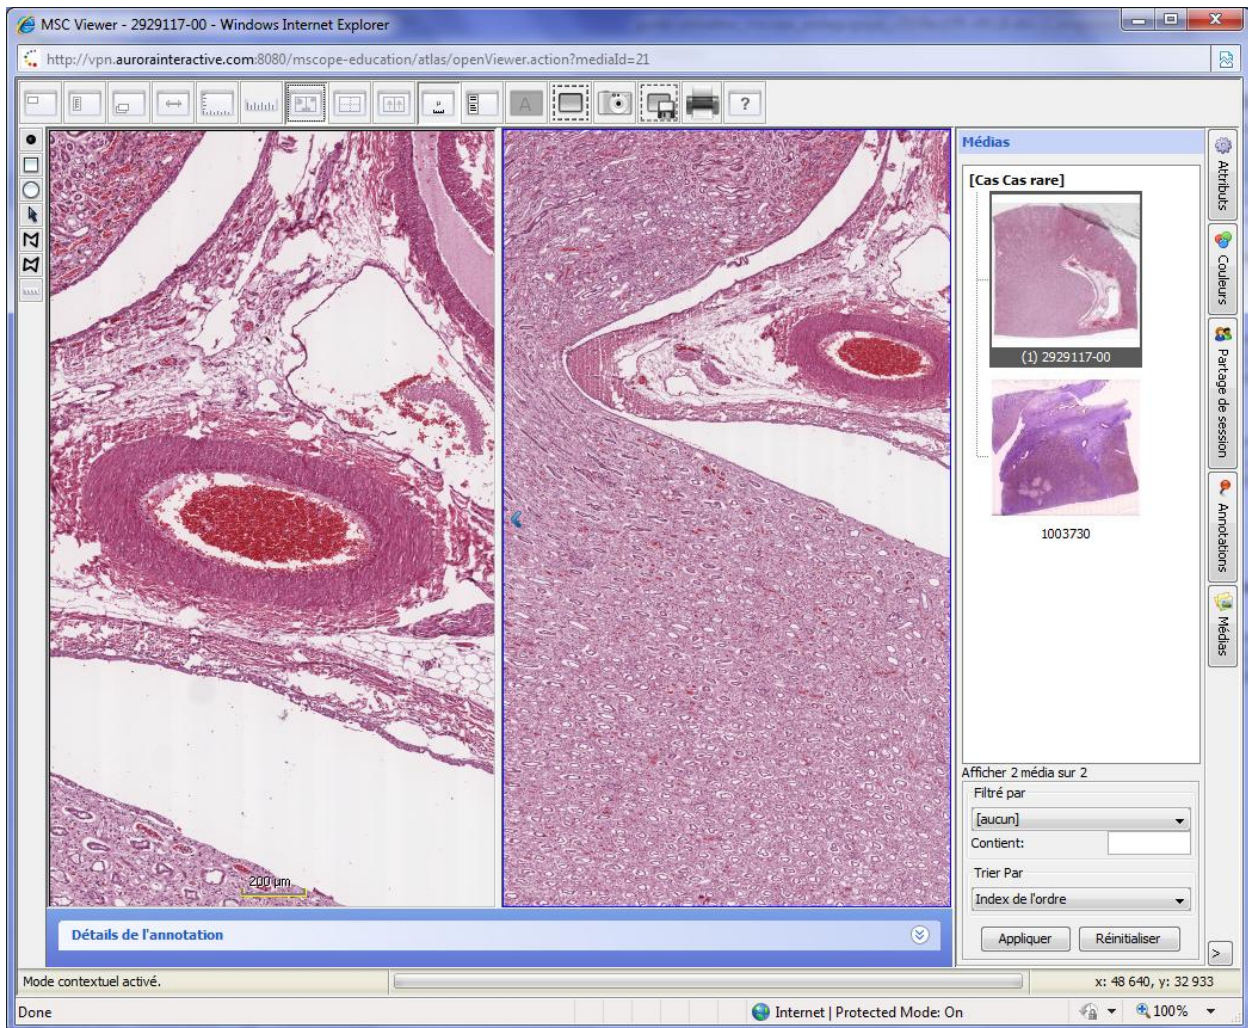 MSC Viewer - 2929117-00 - Windows Internet Explorer
http://vpn.aurorainteractive.com:8080/mscope-education/atlas/openViewer.action?mediaId=21
μ
A
?
200 µm
Détails de l'annotation
Médias
[Cas Cas rare]
(1) 2929117-00
1003730
Afficher 2 média sur 2
Filtré par
[aucun]
Contient:
Trier Par
Index de l'ordre
Appliquer
Réinitialiser
Attributs
Couleurs
Partage de session
Annotations
Médias
>
Mode contextuel activé.
x: 48 640, y: 32 933
Done
Internet | Protected Mode: On
100%